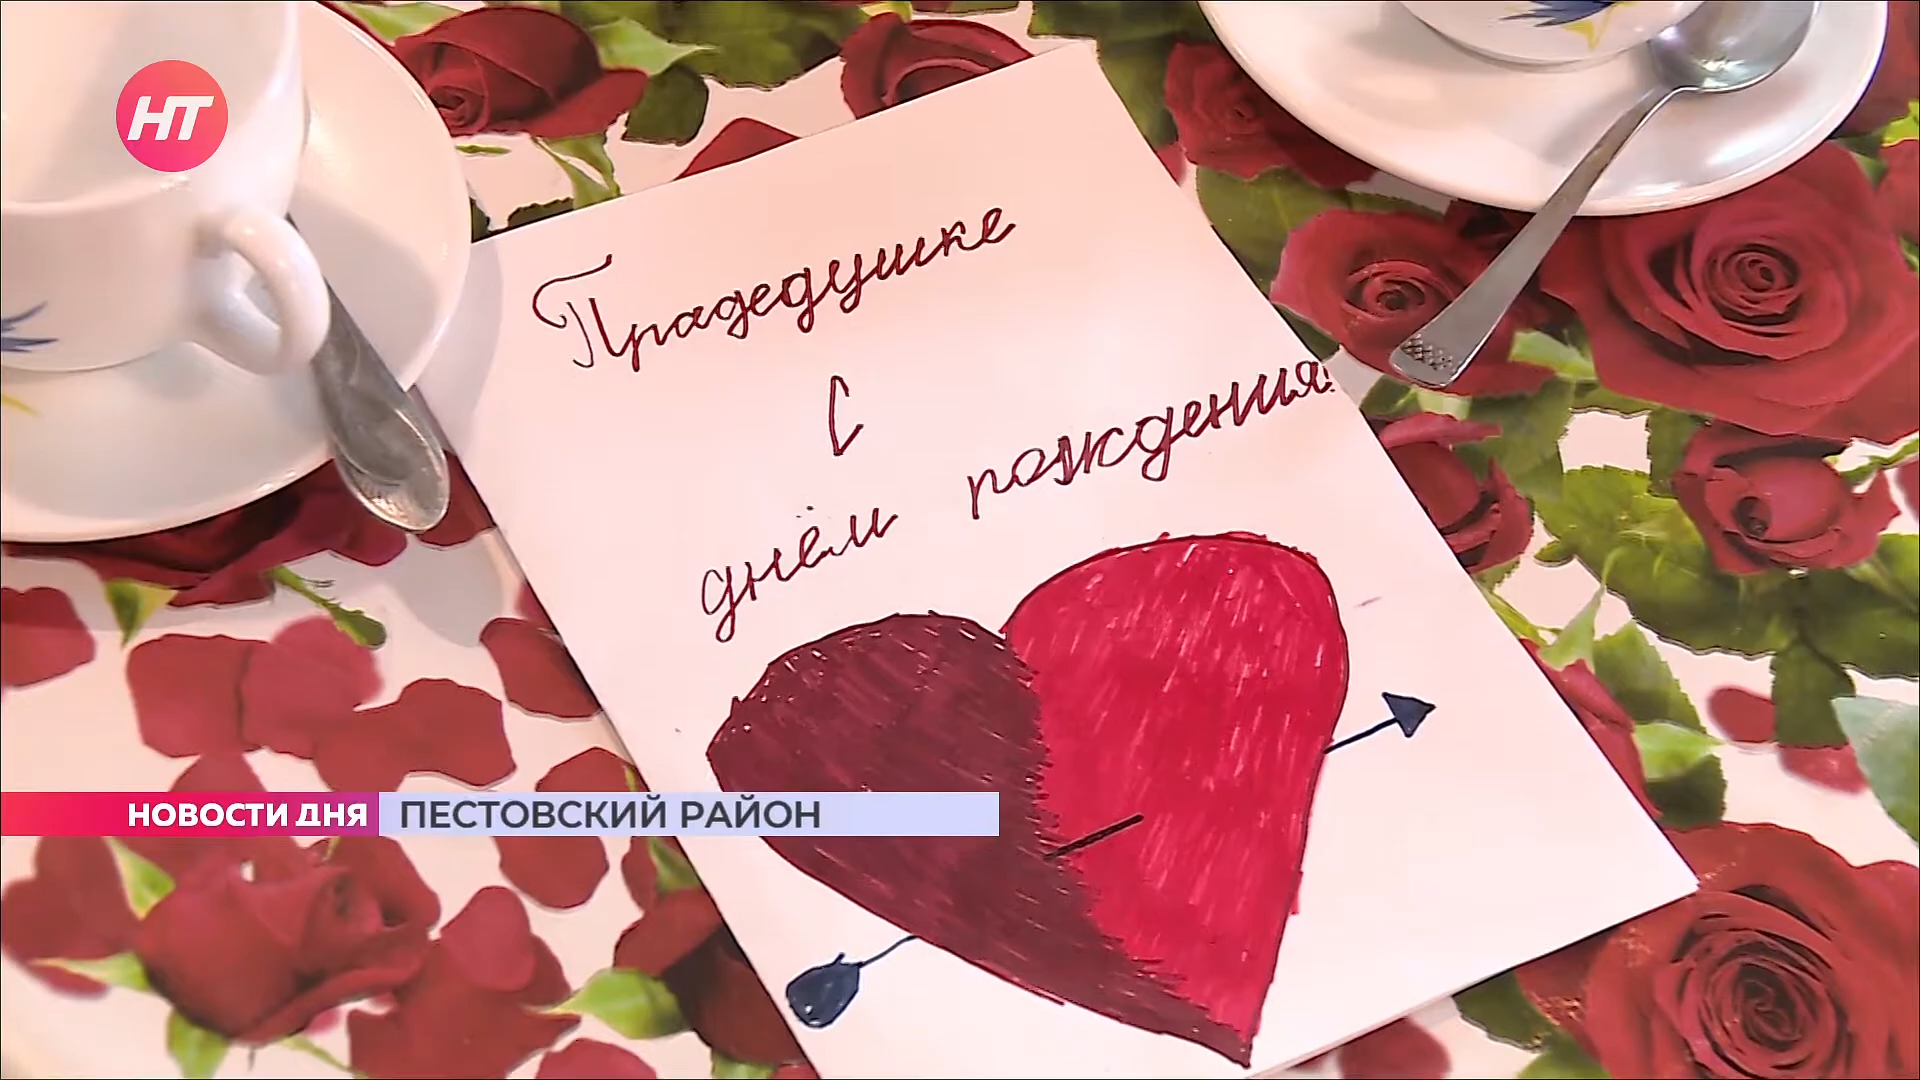 НТ
Прадедушке
С
днём рождения!
НОВОСТИ ДНЯ ПЕСТОВСКИЙ РАЙОН